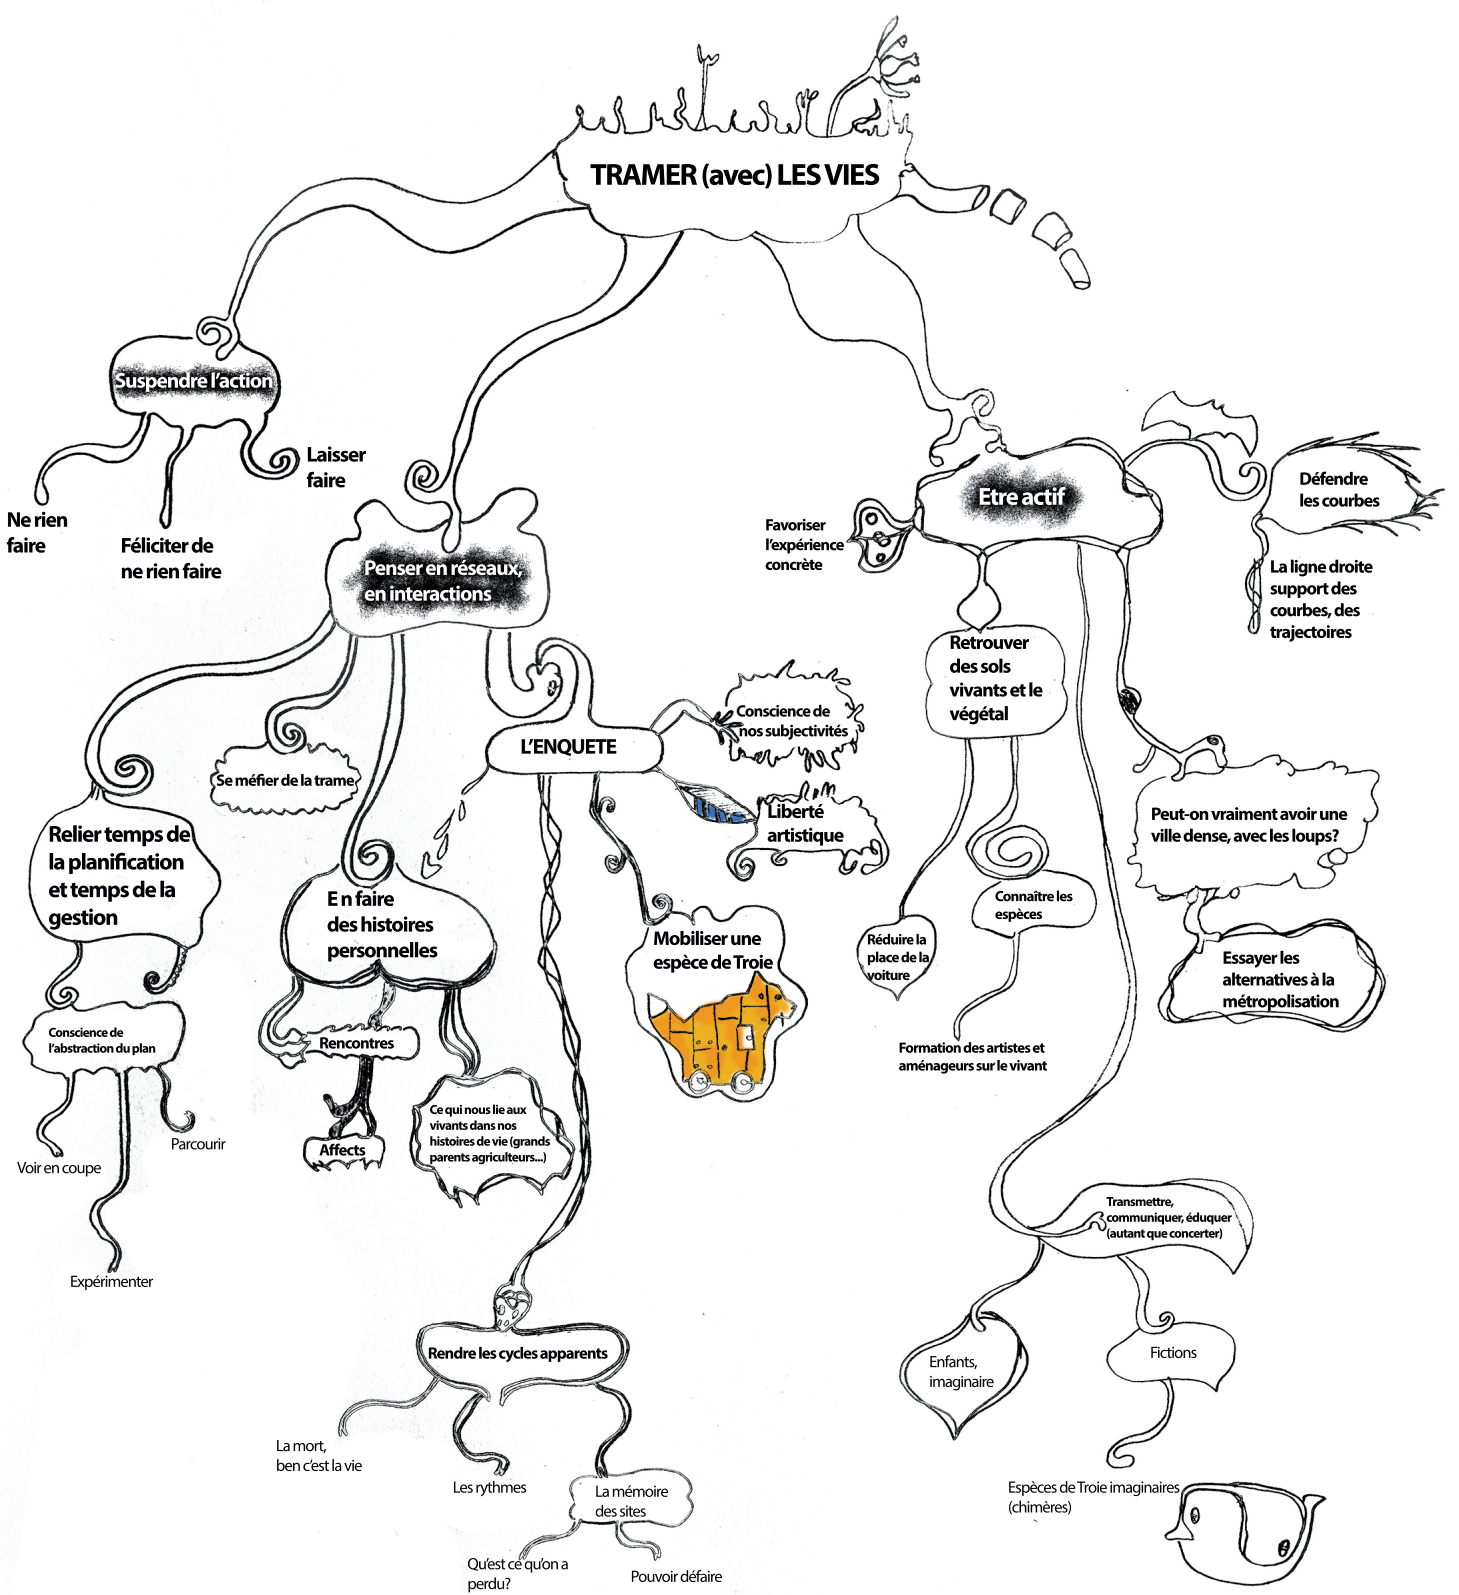 TRAMER (avec) LES VIES
Suspendre l'action
Ne rien
faire
Féliciter de
ne rien faire
Laisser
faire
Penser en réseaux,
en interactions
Relier temps de
la planification
et temps de la
gestion
Conscience de
l'abstraction du plan
Voir en coupe
Expérimenter
Parcourir
Se méfier de la trame
E n faire
des histoires
personnelles
Rencontres
Affects
Ce qui nous lie aux
vivants dans nos
histoires de vie (grands
parents agriculteurs...)
L'ENQUETE
Conscience de
nos subjectivités
Liberté
artistique
Mobiliser une
espèce de Troie
Rendre les cycles apparents
La mort,
ben c'est la vie
Les rythmes
La mémoire
des sites
Qu'est ce qu'on a
perdu?
Pouvoir défaire
Etre actif
Favoriser
l'expérience
concrète
Défendre
les courbes
La ligne droite
support des
courbes, des
trajectoires
Retrouver
des sols
vivants et le
végétal
Réduire la
place de la
voiture
Connaître les
espèces
Formation des artistes et
aménageurs sur le vivant
Peut-on vraiment avoir une
ville dense, avec les loups?
Essayer les
alternatives à la
métropolisation
Transmettre,
communiquer, éduquer
(autant que concerter)
Enfants,
imaginaire
Fictions
Espèces de Troie imaginaires
(chimères)